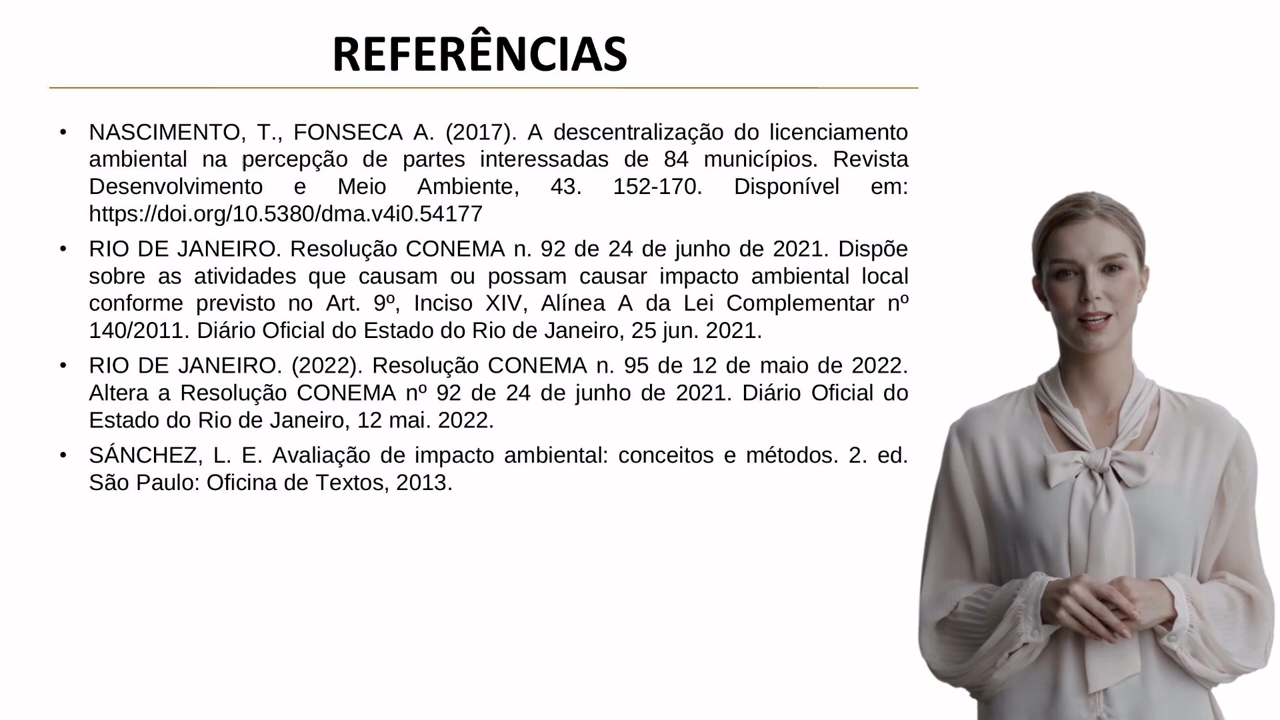 REFERÊNCIAS
• NASCIMENTO, T., FONSECA A. (2017). A descentralização do licenciamento
ambiental na percepção de partes interessadas de 84 municípios. Revista
Desenvolvimento e Meio Ambiente, 43. 152-170. Disponível em:
https://doi.org/10.5380/dma.v4i0.54177
• RIO DE JANEIRO. Resolução CONEMA n. 92 de 24 de junho de 2021. Dispõe
sobre as atividades que causam ou possam causar impacto ambiental local
conforme previsto no Art. 9º, Inciso XIV, Alínea A da Lei Complementar nº
140/2011. Diário Oficial do Estado do Rio de Janeiro, 25 jun. 2021.
• RIO DE JANEIRO. (2022). Resolução CONEMA n. 95 de 12 de maio de 2022.
Altera a Resolução CONEMA nº 92 de 24 de junho de 2021. Diário Oficial do
Estado do Rio de Janeiro, 12 mai. 2022.
• SÁNCHEZ, L. E. Avaliação de impacto ambiental: conceitos e métodos. 2. ed.
São Paulo: Oficina de Textos, 2013.